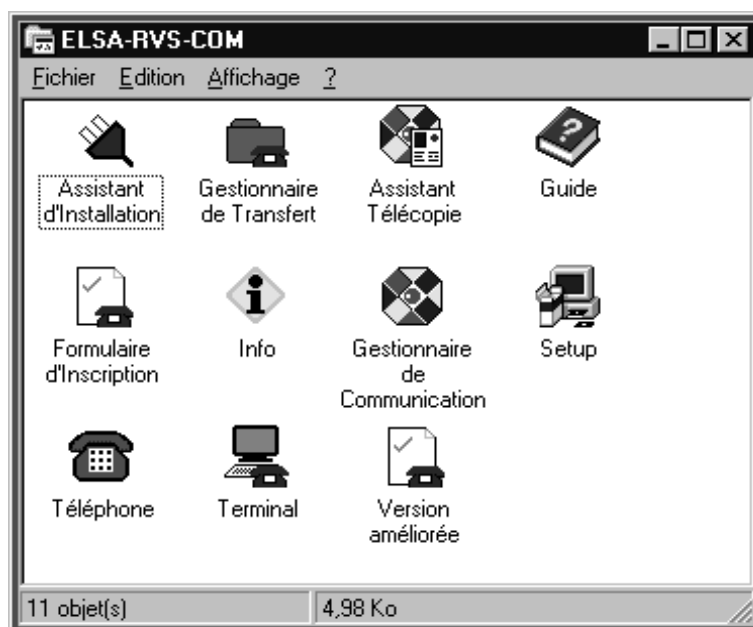 ELSA-RVS-COM
Fichier Edition Affichage ?
Assistant
d'Installation
Gestionnaire
de Transfert
Assistant
Télécopie
Guide
Formulaire
d'Inscription
Info
Gestionnaire
de
Communication
Setup
Téléphone
Terminal
Version
améliorée
11 objet(s)
4,98 Ko